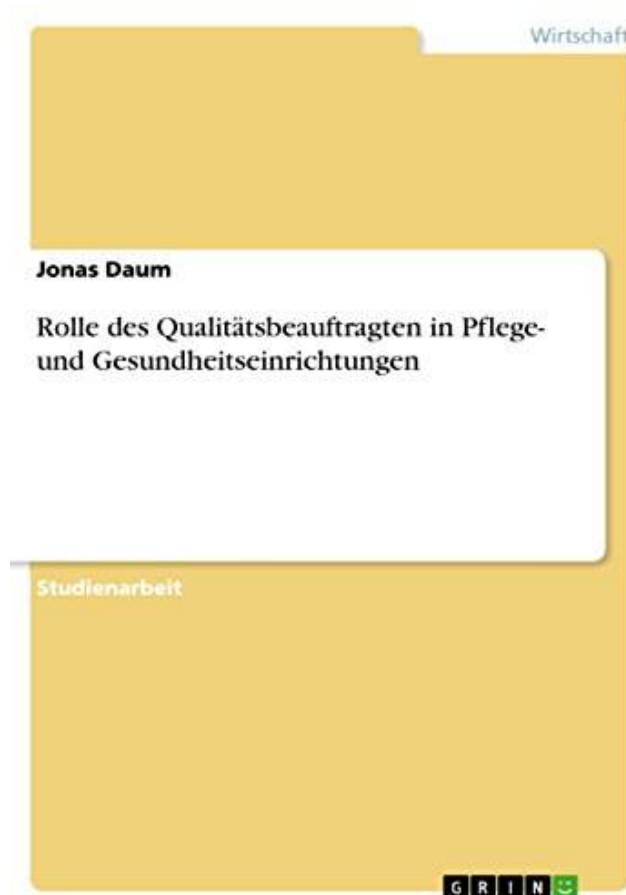 Wirtschaft
Jonas Daum
Rolle des Qualitätsbeauftragten in Pflege-
und Gesundheitseinrichtungen
Studienarbeit
GRIN